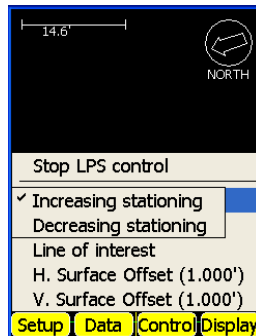 14.6'
NORTH
Stop LPS control
✓ Increasing stationing
Decreasing stationing
Line of interest
H. Surface Offset (1.000')
V. Surface Offset (1.000')
Setup Data Control Display